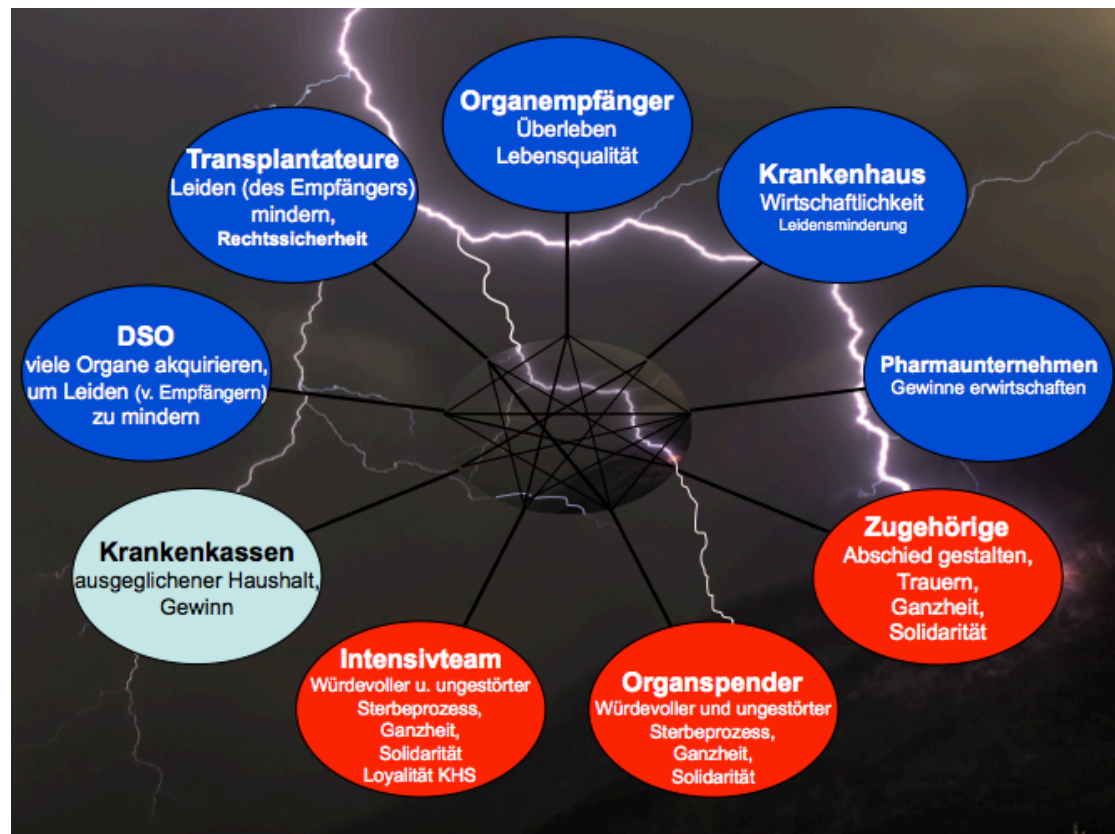 Organempfänger
Überleben
Lebensqualität
Transplantateure
Leiden (des Empfängers)
mindern,
Rechtssicherheit
Krankenhaus
Wirtschaftlichkeit
Leidensminderung
DSO
viele Organe akquirieren,
um Leiden (v. Empfängern)
zu mindern
Pharmaunternehmen
Gewinne erwirtschaften
Krankenkassen
ausgeglichener Haushalt,
Gewinn
Zugehörige
Abschied gestalten,
Trauern,
Ganzheit,
Solidarität
Intensivteam
Würdevoller u. ungestörter
Sterbeprozess,
Ganzheit,
Solidarität
Loyalität KHS
Organspender
Würdevoller und ungestörter
Sterbeprozess,
Ganzheit,
Solidarität